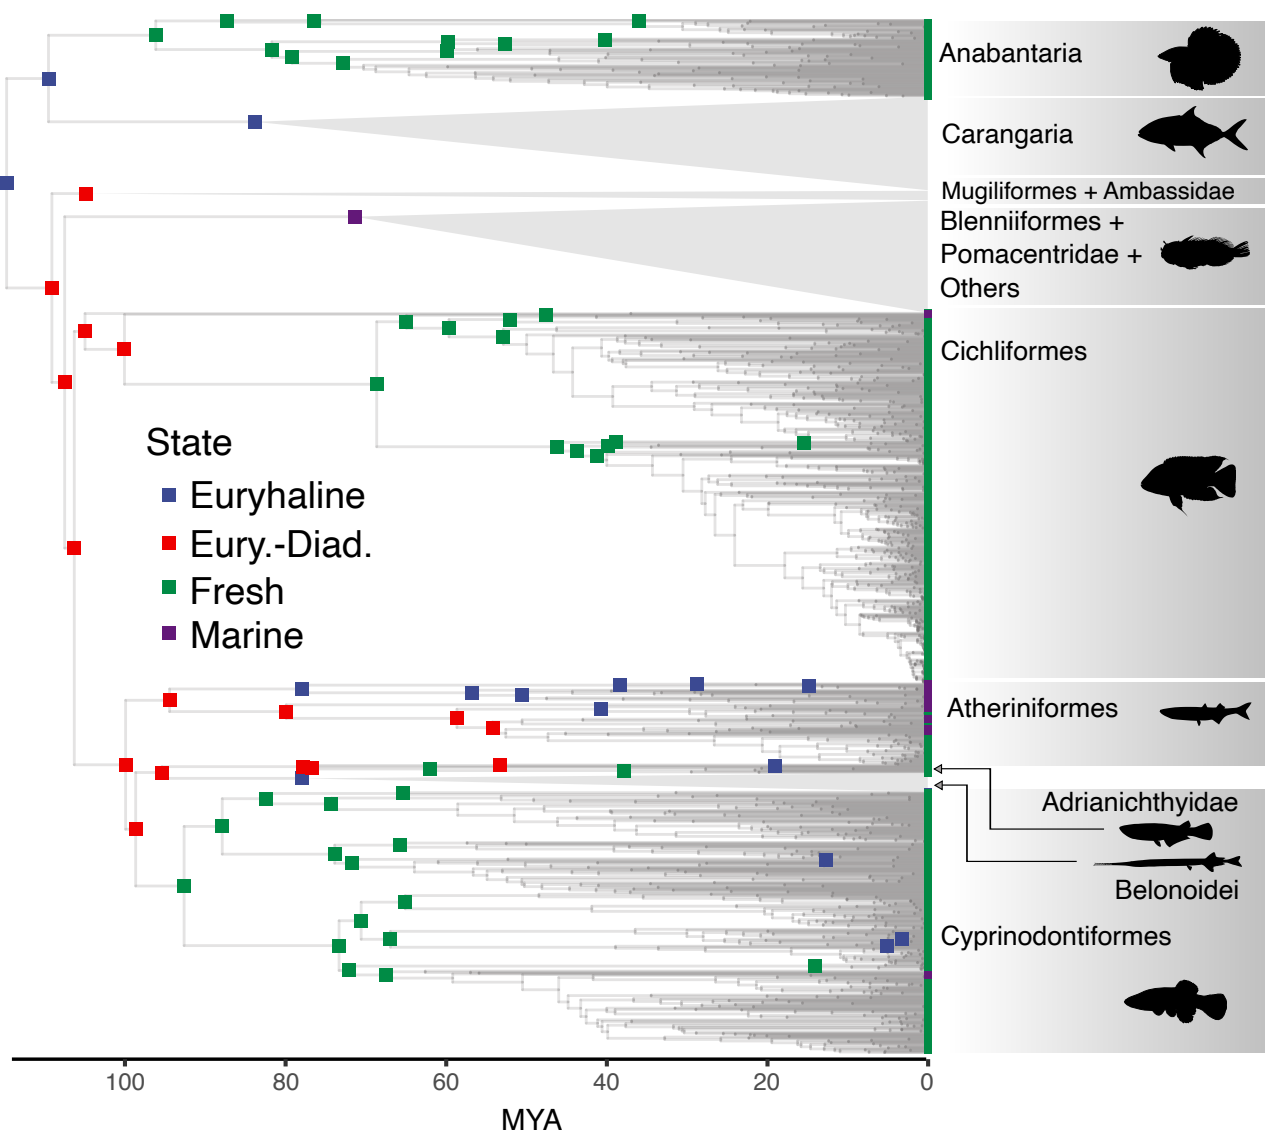 Anabantaria
Carangaria
Mugiliformes + Ambassidae
Blenniiformes +
Pomacentridae +
Others
Cichliformes
State
Euryhaline
Eury.-Diad.
Fresh
Marine
Atheriniformes
Adrianichthyidae
Belonoidei
Cyprinodontiformes
100 80 60 40 20 0
MYA